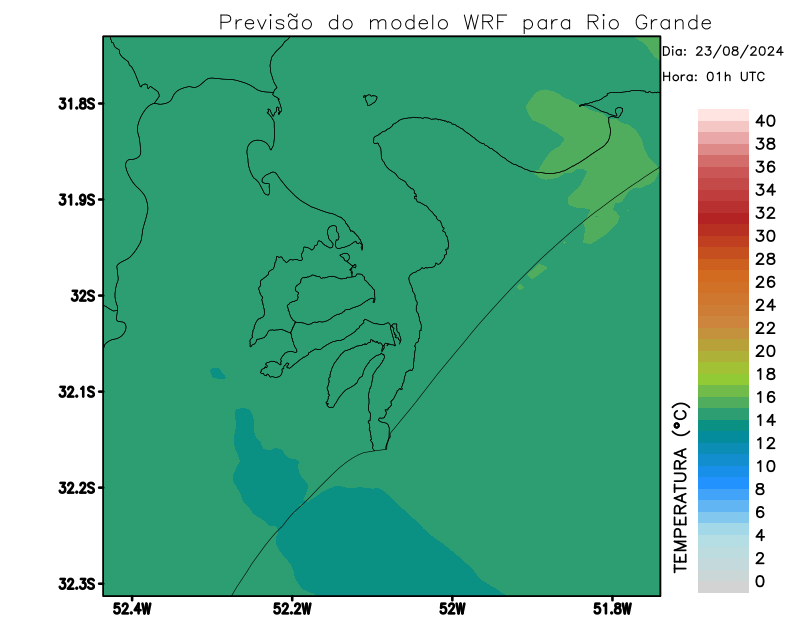 Previsão do modelo WRF para Rio Grande
Dia: 23/08/2024
Hora: 01h UTC
31.8S
31.9S
32S
32.1S
32.2S
32.3S
52.4W
52.2W
52W
51.8W
TEMPERATURA (°C)
40
38
36
34
32
30
28
26
24
22
20
18
16
14
12
10
8
6
4
2
0